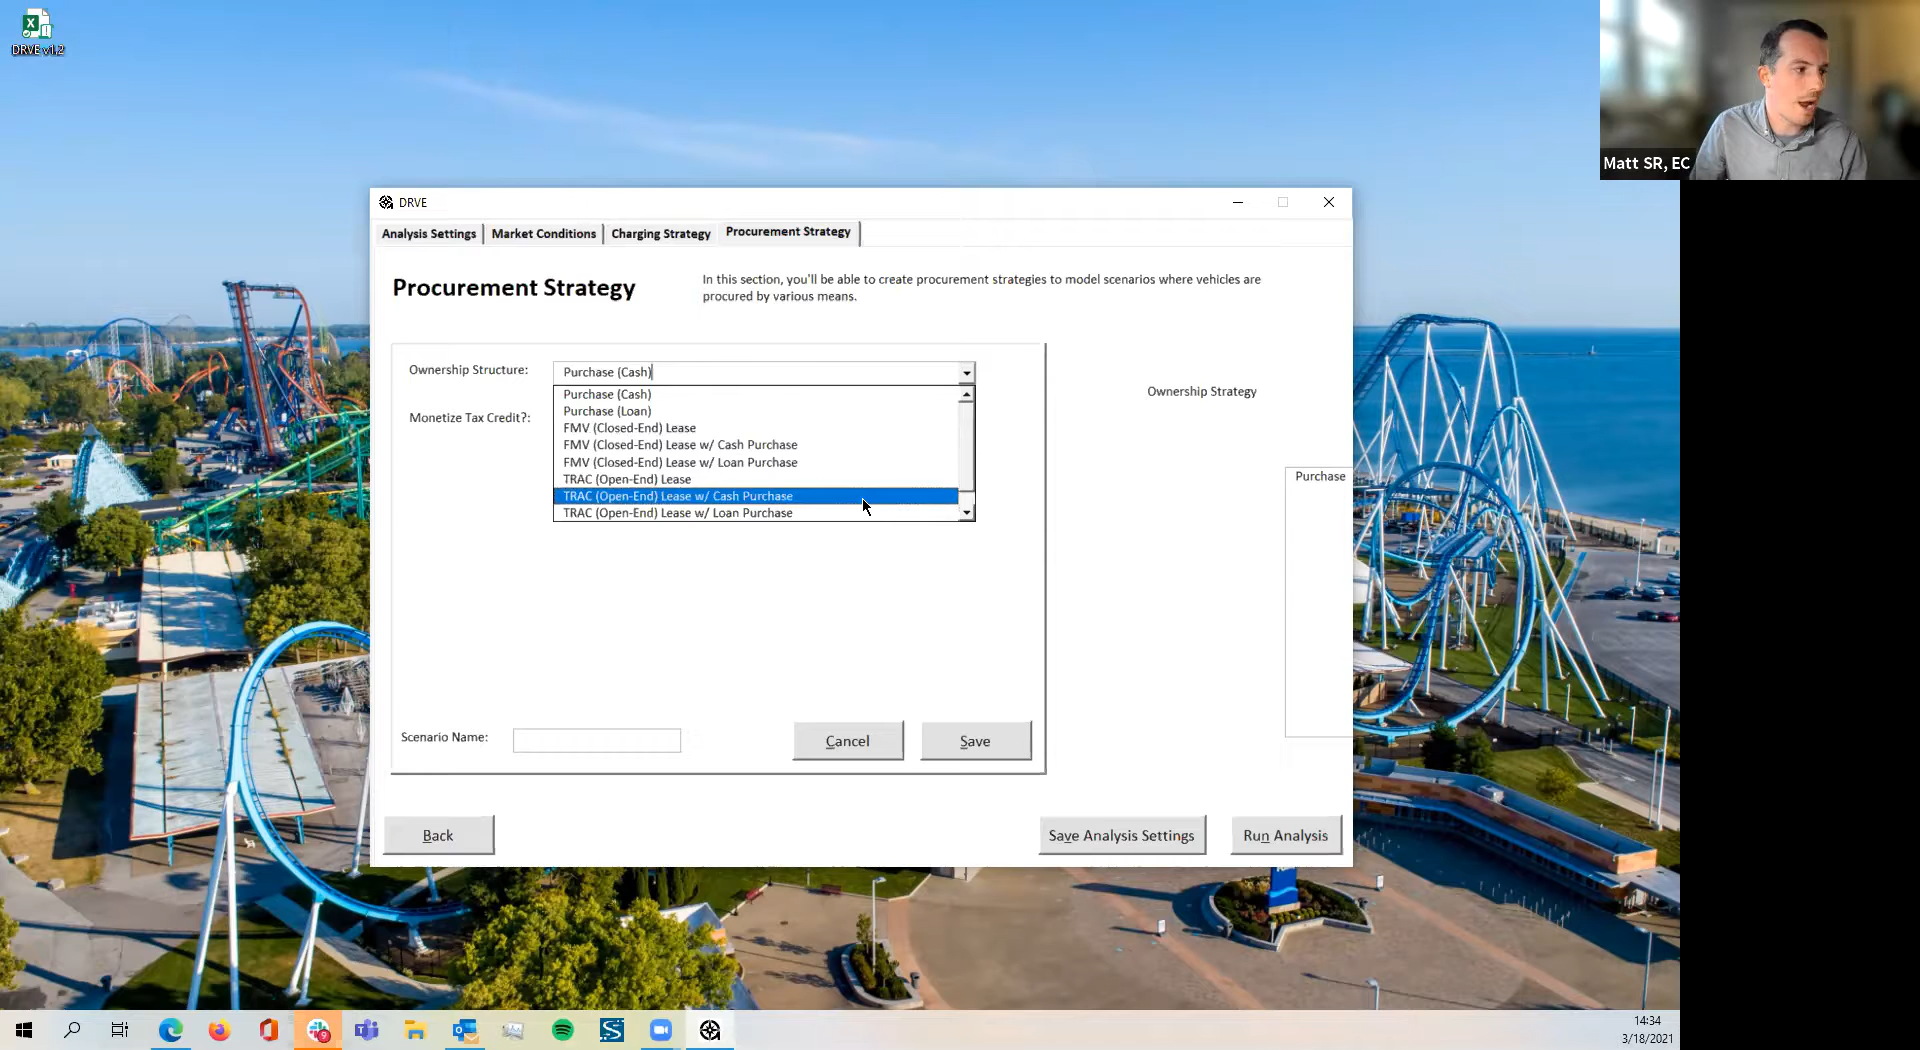 DRVE v1.2
Matt SR, EC
DRVE
Analysis Settings
Market Conditions
Charging Strategy
Procurement Strategy
Procurement Strategy
In this section, you'll be able to create procurement strategies to model scenarios where vehicles are
procured by various means.
Ownership Structure:
Purchase (Cash)
Purchase (Cash)
Purchase (Loan)
FMV (Closed-End) Lease
FMV (Closed-End) Lease w/ Cash Purchase
FMV (Closed-End) Lease w/ Loan Purchase
TRAC (Open-End) Lease
TRAC (Open-End) Lease w/ Cash Purchase
TRAC (Open-End) Lease w/ Loan Purchase
Monetize Tax Credit?:
Ownership Strategy
Purchase
Scenario Name:
Cancel
Save
Back
Save Analysis Settings
Run Analysis
14:34
3/18/2021